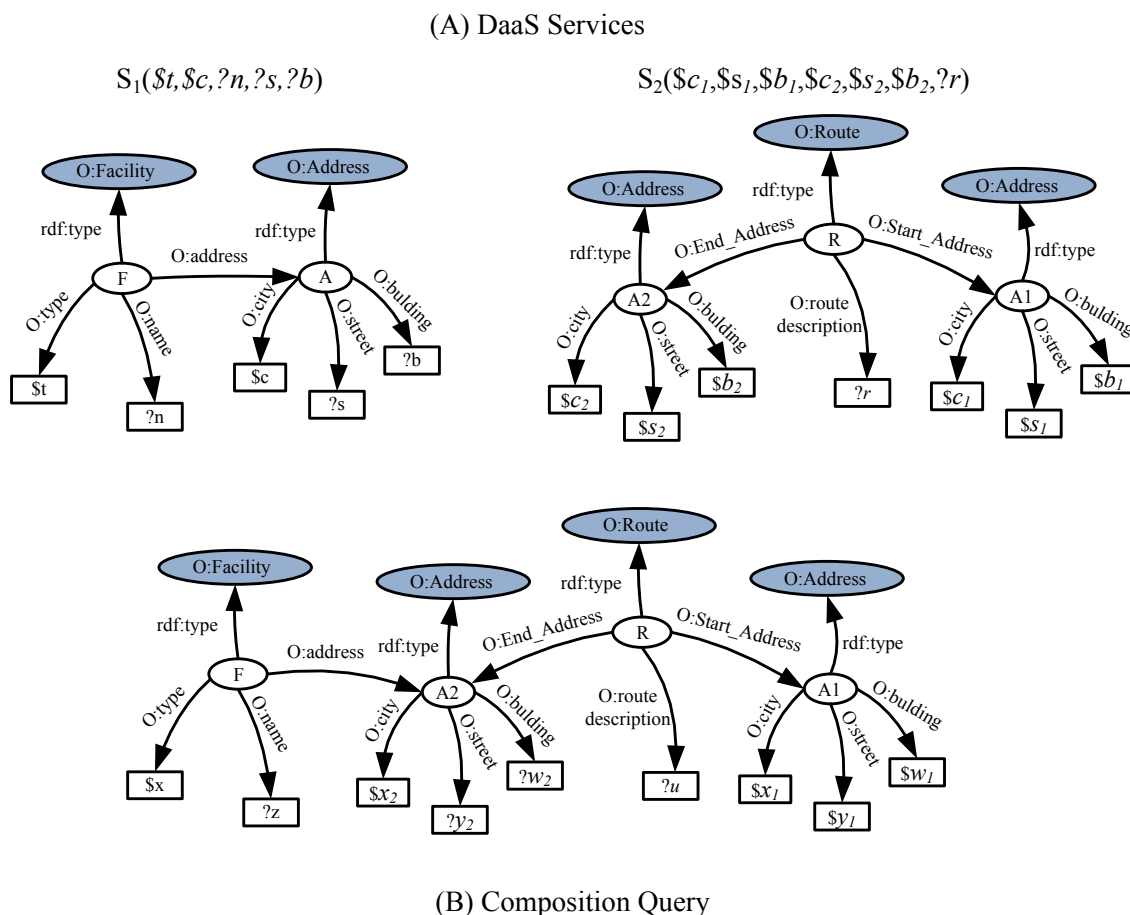 (A) DaaS Services
S1($t,$c,?n,?s,?b)
S2($c1,$s1,$b1,$c2,$s2,$b2,?r)
O:Facility
O:Address
rdf:type
rdf:type
O:address
F
A
O:type
O:name
O:city
O:street
O:bulding
$t
?n
$c
?s
?b
O:Route
O:Address
O:Address
rdf:type
rdf:type
rdf:type
O:End_Address
R
O:Start_Address
A2
A1
O:city
O:street
O:bulding
O:route
description
O:city
O:street
O:bulding
$c2
$s2
$b2
?r
$c1
$s1
$b1
O:Route
O:Facility
O:Address
O:Address
rdf:type
rdf:type
rdf:type
rdf:type
O:address
O:End_Address
R
O:Start_Address
F
A2
A1
O:type
O:name
O:city
O:street
O:bulding
O:route
description
O:city
O:street
O:bulding
$x
?z
$x2
?y2
?w2
?u
$x1
$y1
$w1
(B) Composition Query